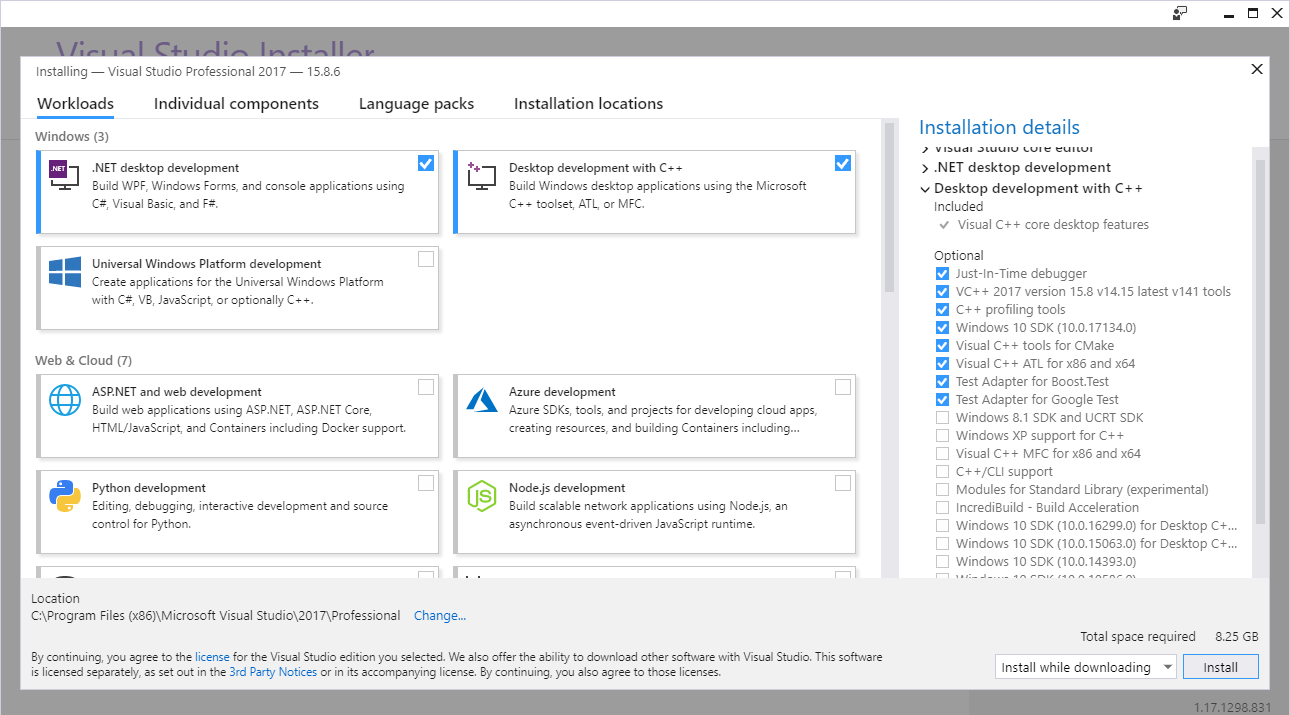 Visual Studio Installer
Installing — Visual Studio Professional 2017 — 15.8.6
Workloads
Individual components
Language packs
Installation locations
Windows (3)
.NET
.NET desktop development
Build WPF, Windows Forms, and console applications using
C#, Visual Basic, and F#.
Desktop development with C++
Build Windows desktop applications using the Microsoft
C++ toolset, ATL, or MFC.
Universal Windows Platform development
Create applications for the Universal Windows Platform
with C#, VB, JavaScript, or optionally C++.
Web & Cloud (7)
ASP.NET and web development
Build web applications using ASP.NET, ASP.NET Core,
HTML/JavaScript, and Containers including Docker support.
Azure development
Azure SDKs, tools, and projects for developing cloud apps,
creating resources, and building Containers including...
Python development
Editing, debugging, interactive development and source
control for Python.
JS
Node.js development
Build scalable network applications using Node.js, an
asynchronous event-driven JavaScript runtime.
Installation details
Visual Studio core editor
.NET desktop development
Desktop development with C++
Included
Visual C++ core desktop features
Optional
Just-In-Time debugger
VC++ 2017 version 15.8 v14.15 latest v141 tools
C++ profiling tools
Windows 10 SDK (10.0.17134.0)
Visual C++ tools for CMake
Visual C++ ATL for x86 and x64
Test Adapter for Boost.Test
Test Adapter for Google Test
Windows 8.1 SDK and UCRT SDK
Windows XP support for C++
Visual C++ MFC for x86 and x64
C++/CLI support
Modules for Standard Library (experimental)
IncrediBuild - Build Acceleration
Windows 10 SDK (10.0.16299.0) for Desktop C+...
Windows 10 SDK (10.0.15063.0) for Desktop C+...
Windows 10 SDK (10.0.14393.0)
Windows 10 SDK (10.0.10586.0)
Location
C:\Program Files (x86)\Microsoft Visual Studio\2017\Professional Change...
Total space required 8.25 GB
By continuing, you agree to the license for the Visual Studio edition you selected. We also offer the ability to download other software with Visual Studio. This software
is licensed separately, as set out in the 3rd Party Notices or in its accompanying license. By continuing, you also agree to those licenses.
Install while downloading
Install
1.17.1298.831